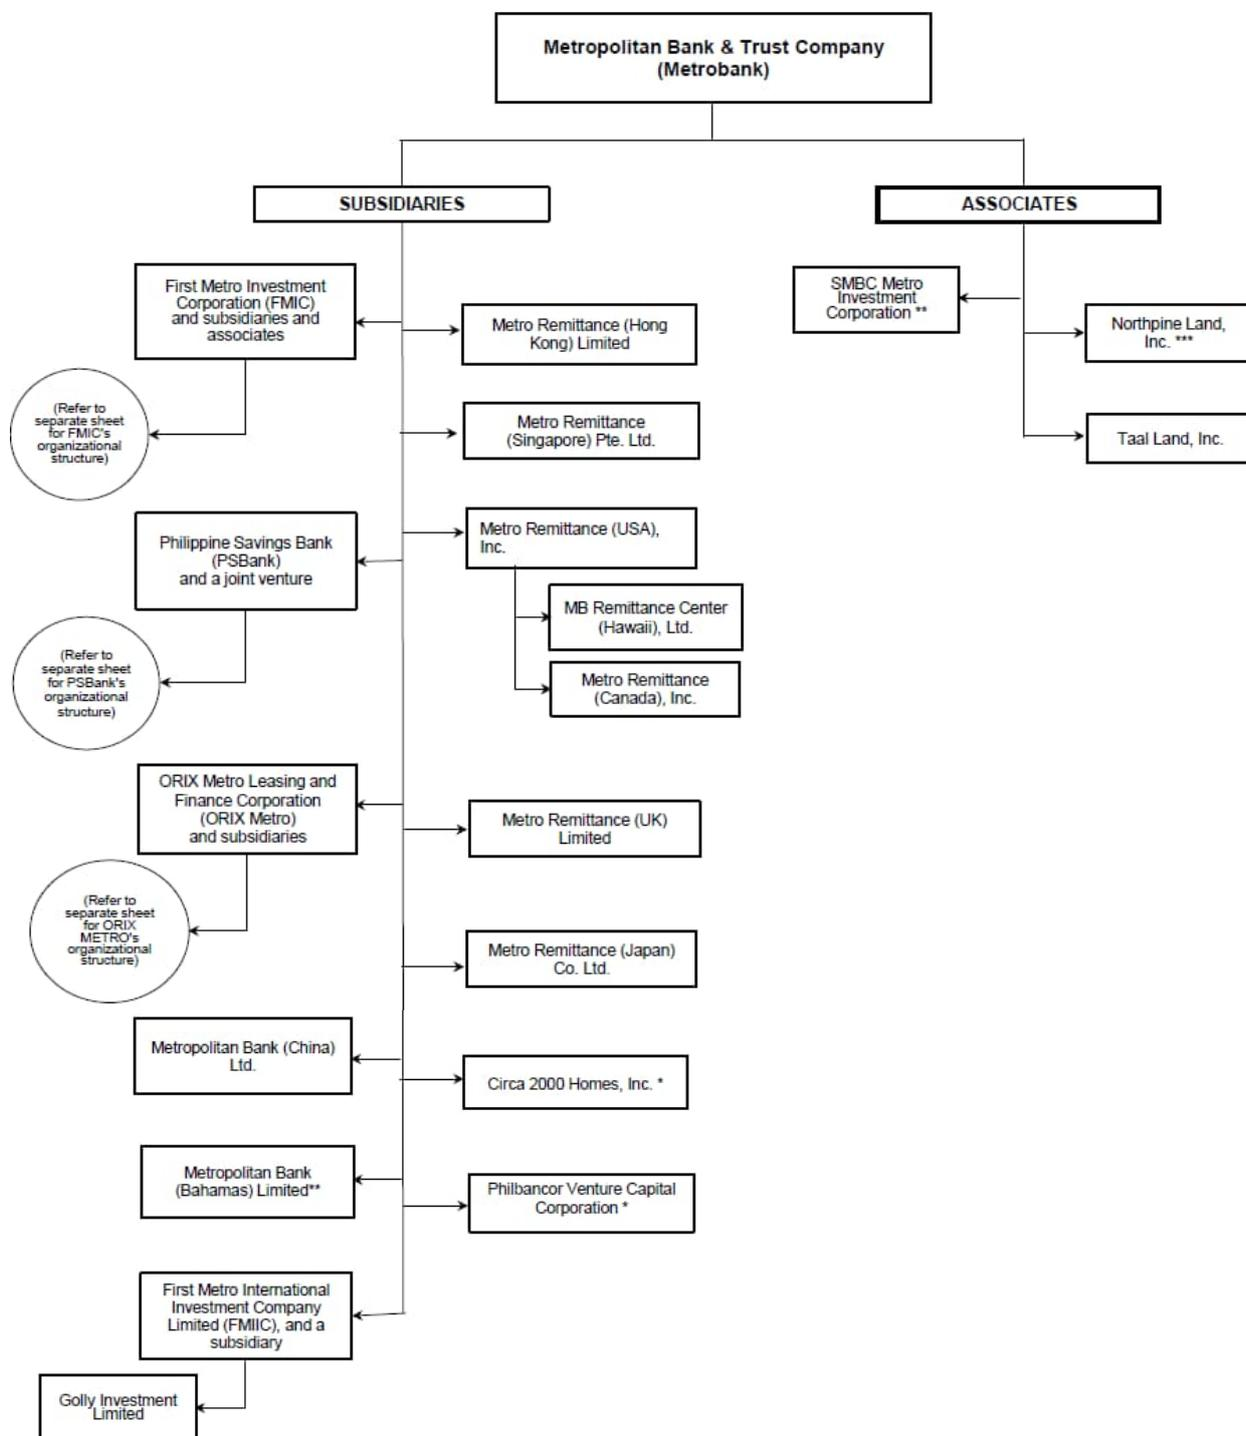 Metropolitan Bank & Trust Company
(Metrobank)
SUBSIDIARIES
ASSOCIATES
First Metro Investment
Corporation (FMIC)
and subsidiaries and
associates
(Refer to
separate sheet
for FMIC's
organizational
structure)
Metro Remittance (Hong
Kong) Limited
SMBC Metro
Investment
Corporation **
Northpine Land,
Inc. ***
Metro Remittance
(Singapore) Pte. Ltd.
Taal Land, Inc.
Philippine Savings Bank
(PSBank)
and a joint venture
(Refer to
separate sheet
for PSBank's
organizational
structure)
Metro Remittance (USA),
Inc.
MB Remittance Center
(Hawaii), Ltd.
Metro Remittance
(Canada), Inc.
ORIX Metro Leasing and
Finance Corporation
(ORIX Metro)
and subsidiaries
(Refer to
separate sheet
for ORIX
METRO's
organizational
structure)
Metro Remittance (UK)
Limited
Metro Remittance (Japan)
Co. Ltd.
Metropolitan Bank (China)
Ltd.
Circa 2000 Homes, Inc. *
Metropolitan Bank
(Bahamas) Limited**
Philbancor Venture Capital
Corporation *
First Metro International
Investment Company
Limited (FMIIC), and a
subsidiary
Golly Investment
Limited